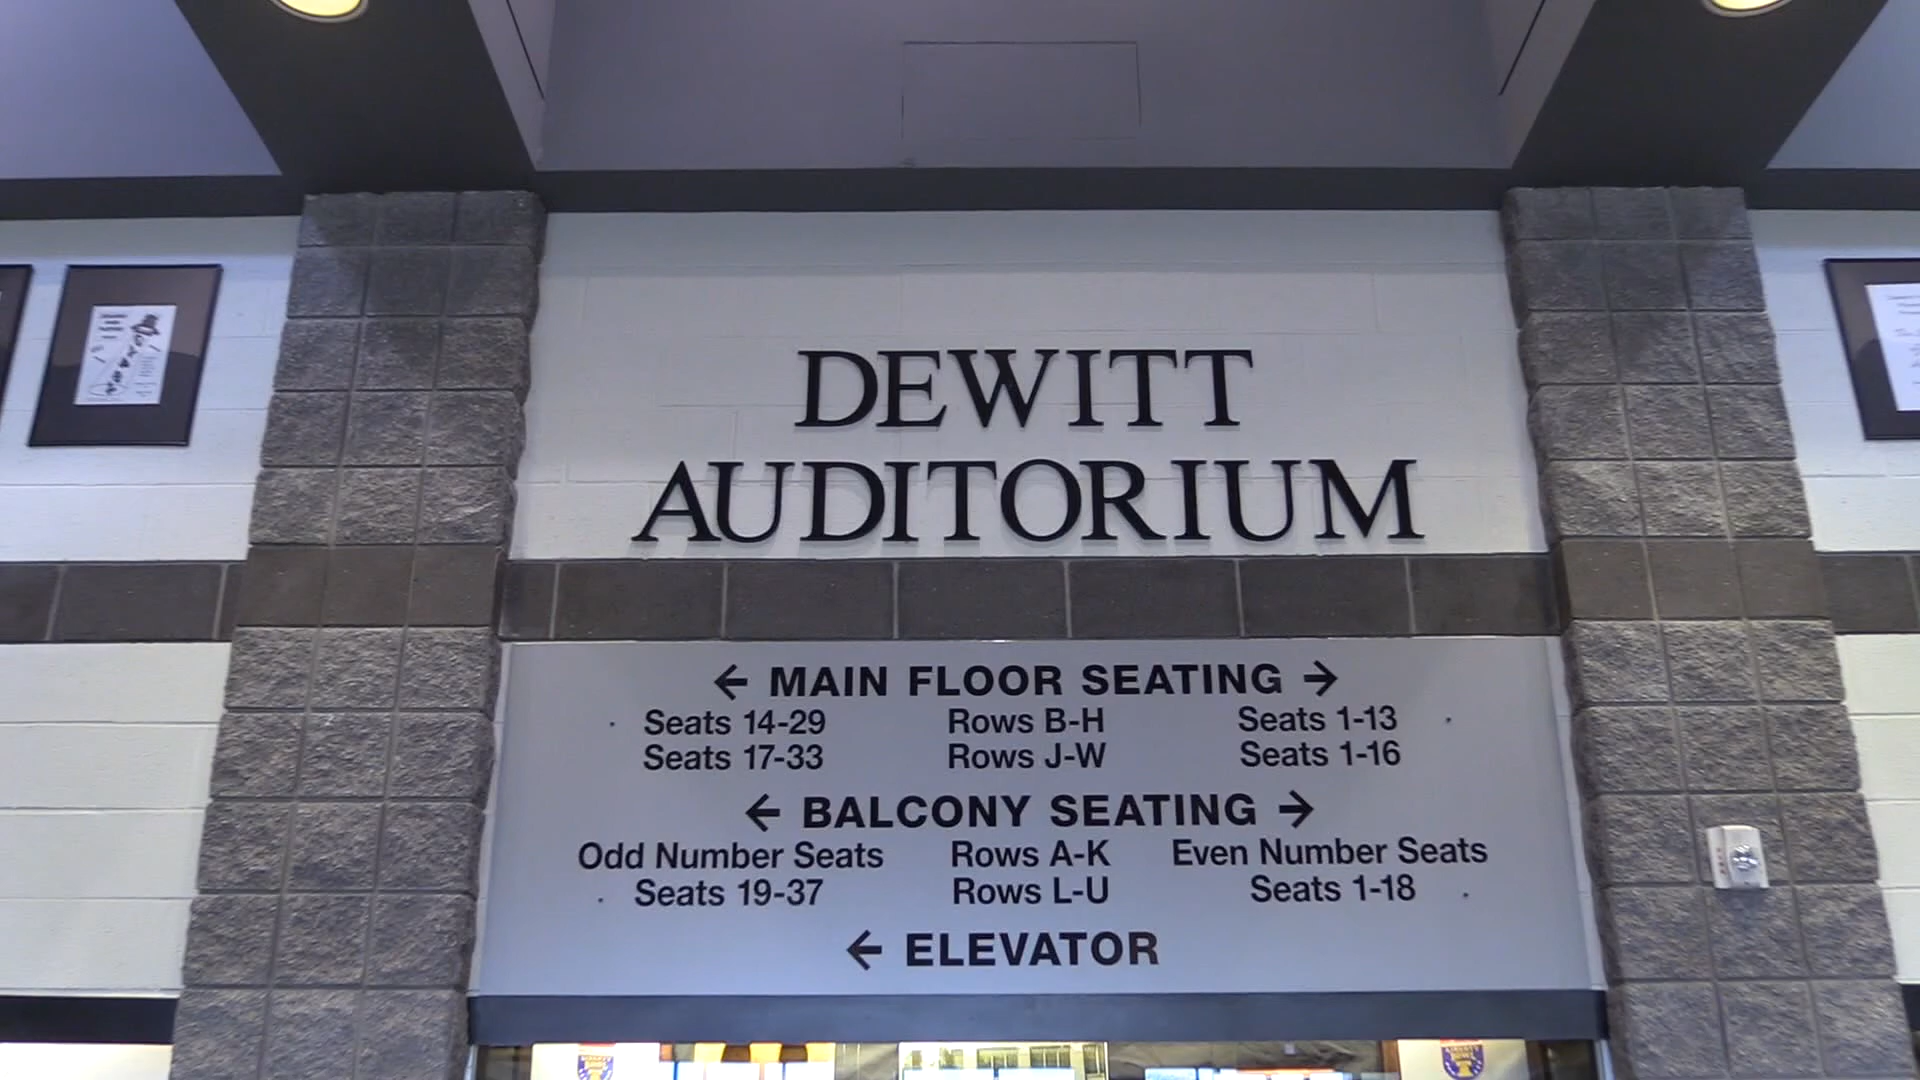 DEWITT
AUDITORIUM
← MAIN FLOOR SEATING →
Seats 14-29 Rows B-H Seats 1-13
Seats 17-33 Rows J-W Seats 1-16
← BALCONY SEATING →
Odd Number Seats Rows A-K Even Number Seats
Seats 19-37 Rows L-U Seats 1-18
← ELEVATOR